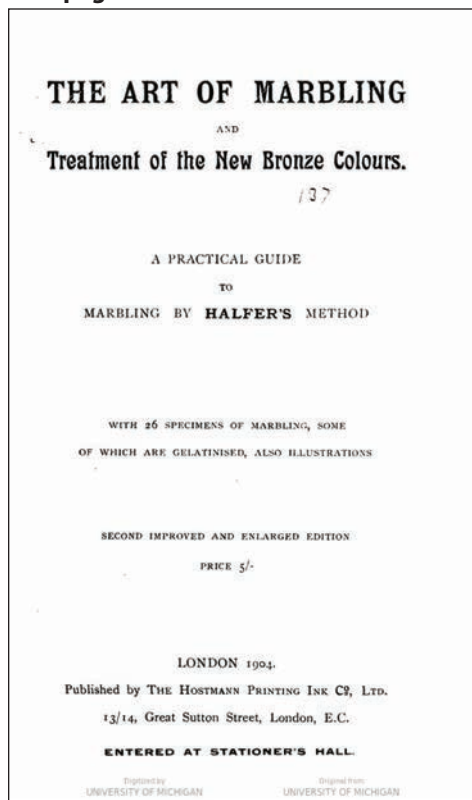 THE ART OF MARBLING
AND
Treatment of the New Bronze Colours.
137
A PRACTICAL GUIDE
TO
MARBLING BY HALFER'S METHOD
WITH 26 SPECIMENS OF MARBLING, SOME
OF WHICH ARE GELATINISED, ALSO ILLUSTRATIONS
SECOND IMPROVED AND ENLARGED EDITION
PRICE 5/-
LONDON 1904.
Published by THE HOSTMANN PRINTING INK Co., LTD.
13/14, Great Sutton Street, London, E.C.
ENTERED AT STATIONER'S HALL.
Digitized by Original from
UNIVERSITY OF MICHIGAN UNIVERSITY OF MICHIGAN